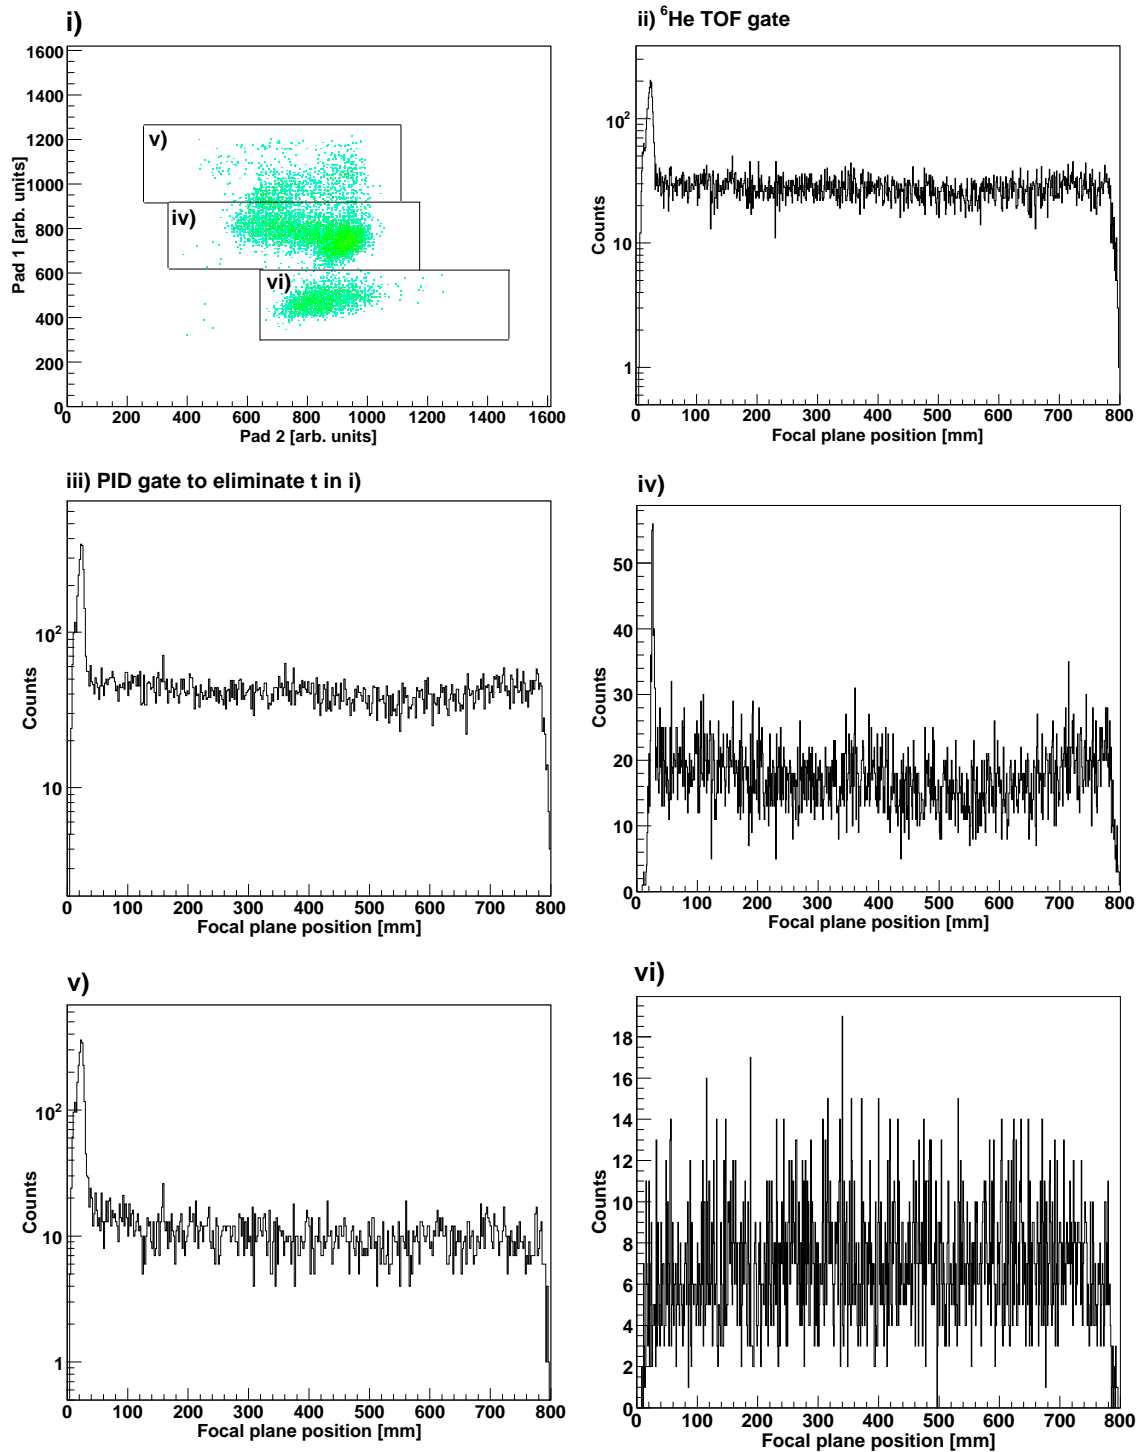 i)
1600
1400
1200
1000
800
600
400
200
0
Pad 1 [arb. units]
v)
iv)
vi)
0 200 400 600 800 1000 1200 1400 1600
Pad 2 [arb. units]
ii) ⁶He TOF gate
10²
10
1
Counts
0 100 200 300 400 500 600 700 800
Focal plane position [mm]
iii) PID gate to eliminate t in i)
10²
10
Counts
0 100 200 300 400 500 600 700 800
Focal plane position [mm]
iv)
50
40
30
20
10
0
Counts
0 100 200 300 400 500 600 700 800
Focal plane position [mm]
v)
10²
10
1
Counts
0 100 200 300 400 500 600 700 800
Focal plane position [mm]
vi)
18
16
14
12
10
8
6
4
2
0
Counts
0 100 200 300 400 500 600 700 800
Focal plane position [mm]